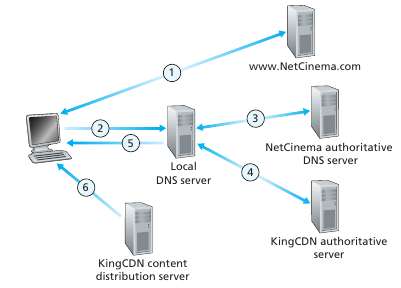 1
www.NetCinema.com
2
3
5
NetCinema authoritative
DNS server
Local
DNS server
4
6
KingCDN authoritative
server
KingCDN content
distribution server